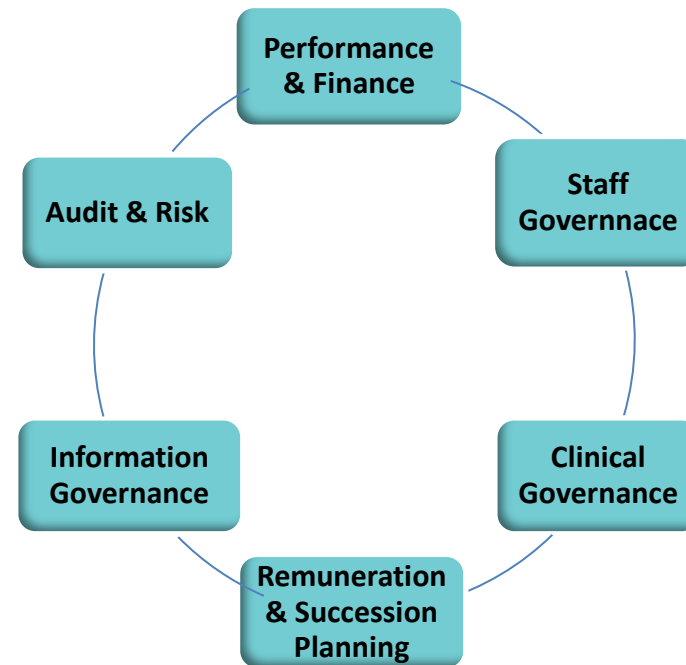 Performance
& Finance
Staff
Governnace
Clinical
Governance
Remuneration
& Succession
Planning
Information
Governance
Audit & Risk